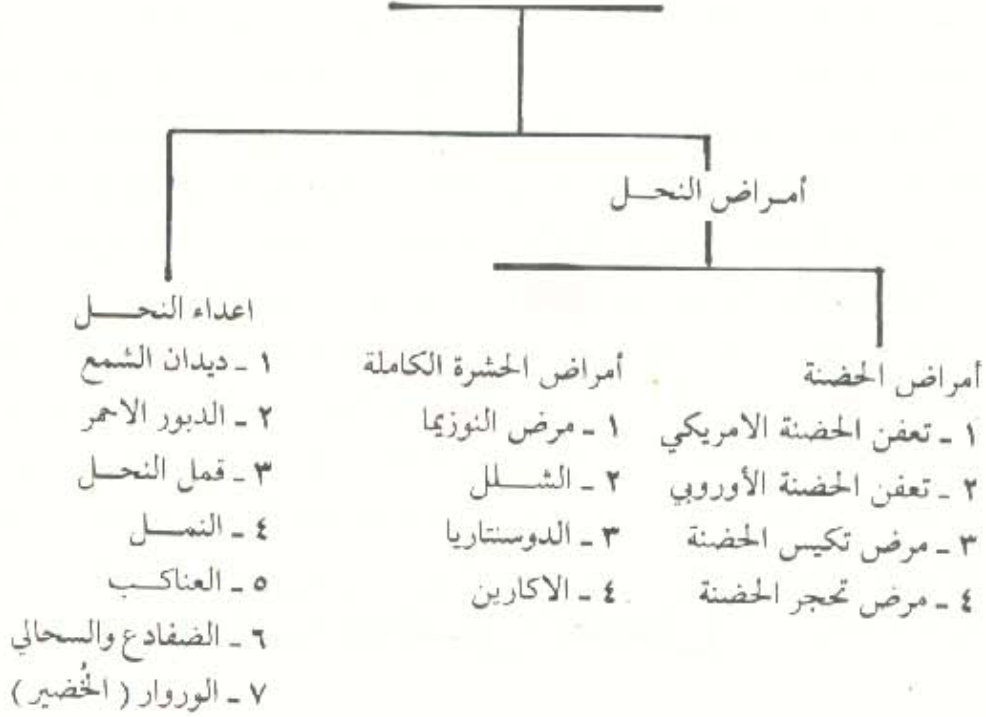 أمراض النحل
أمراض الحضنة
١ - تعفن الحضنة الامريكي
٢ - تعفن الحضنة الأوروبي
٣ - مرض تكيس الحضنة
٤ - مرض تحجر الحضنة
أمراض الحشرة الكاملة
١ - مرض النوزيما
٢ - الشلل
٣ - الدوسنتاريا
٤ - الاكارين
اعداء النحل
١ - ديدان الشمع
٢ - الدبور الاحمر
٣ - قمل النحل
٤ - النمل
٥ - العناكب
٦ - الضفادع والسحالي
٧ - الوروار (الخُضير)